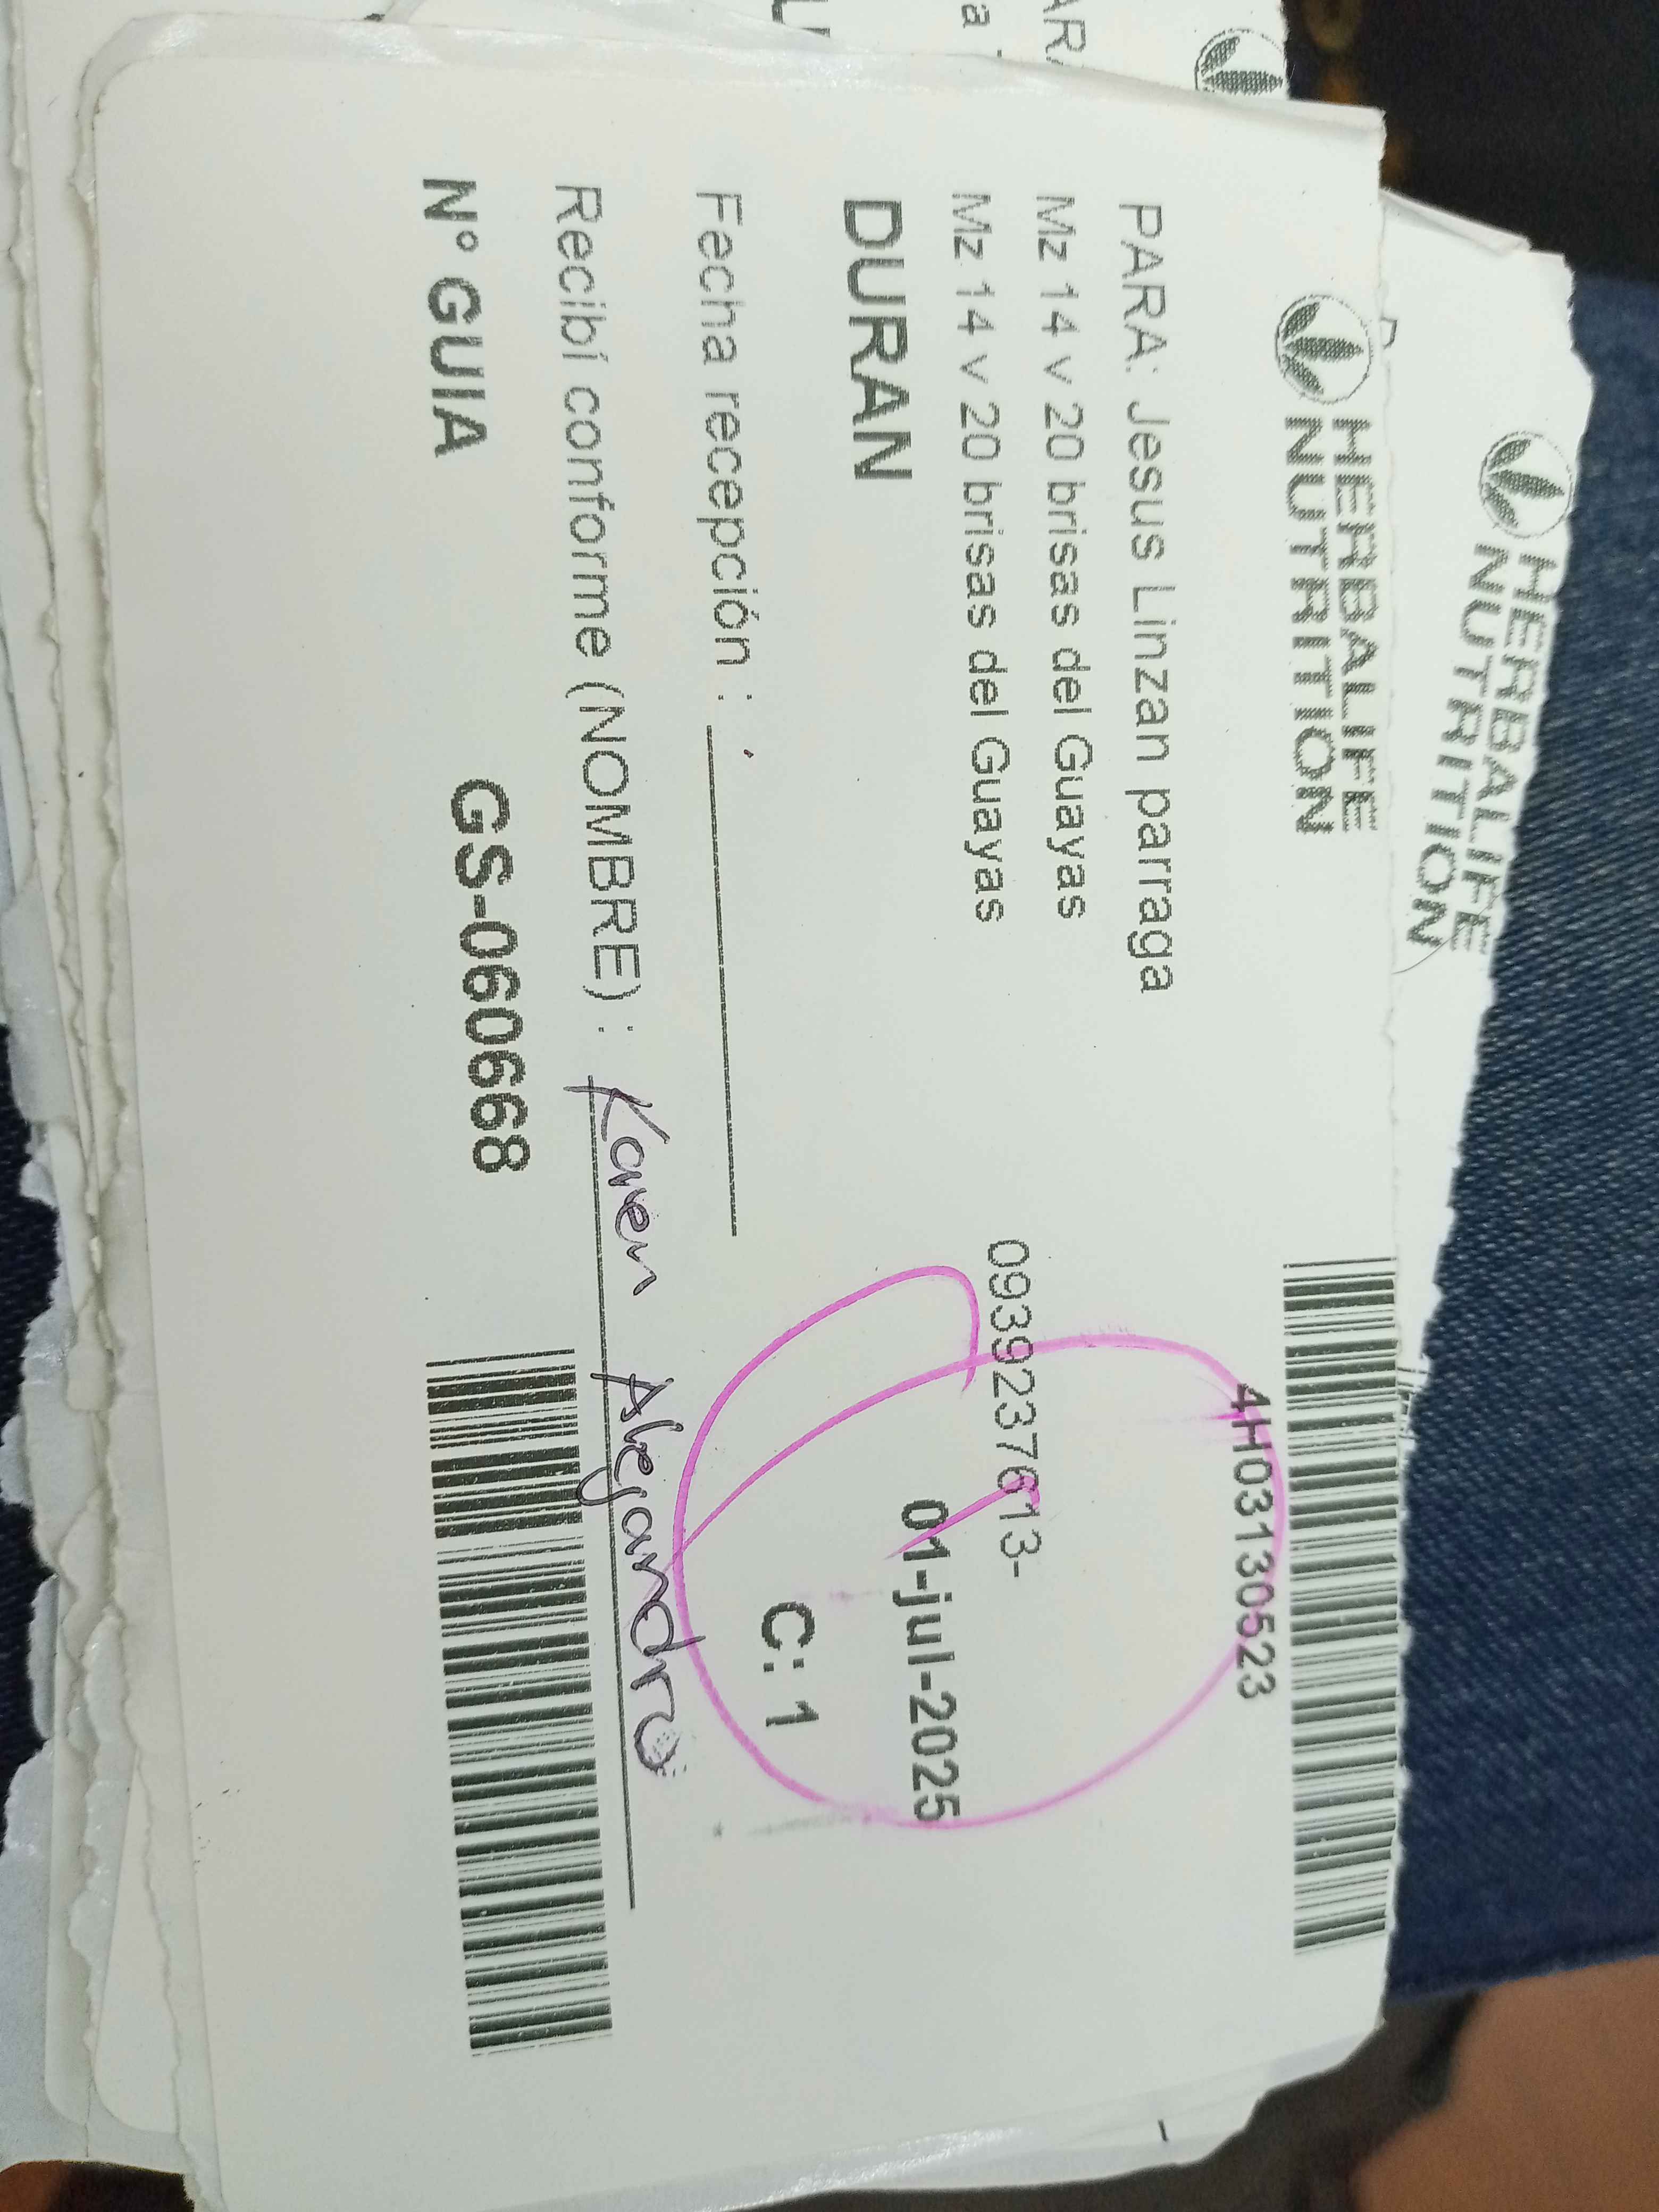 HERBALIFE
NUTRITION
4H03130523
PARA: Jesus Linzan parraga
Mz 14 v 20 brisas del Guayas
Mz 14 v 20 brisas del Guayas
0939237613-
DURAN
01-jul-2025
C: 1
Fecha recepción :
Recibí conforme (NOMBRE) : Karen Alejandro
N° GUIA GS-060668
HERBALIFE
NUTRITION